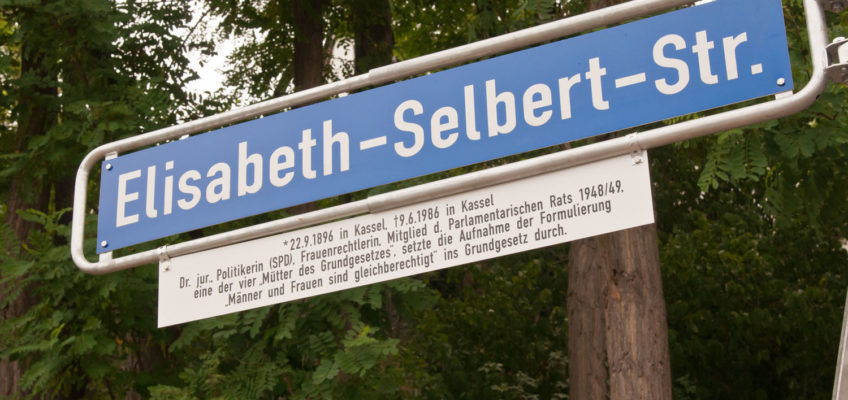 Elisabeth-Selbert-Str.
*22.9.1896 in Kassel, †9.6.1986 in Kassel
Dr. jur., Politikerin (SPD), Frauenrechtlerin, Mitglied d. Parlamentarischen Rats 1948/49,
eine der vier „Mütter des Grundgesetzes", setzte die Aufnahme der Formulierung
„Männer und Frauen sind gleichberechtigt" ins Grundgesetz durch.